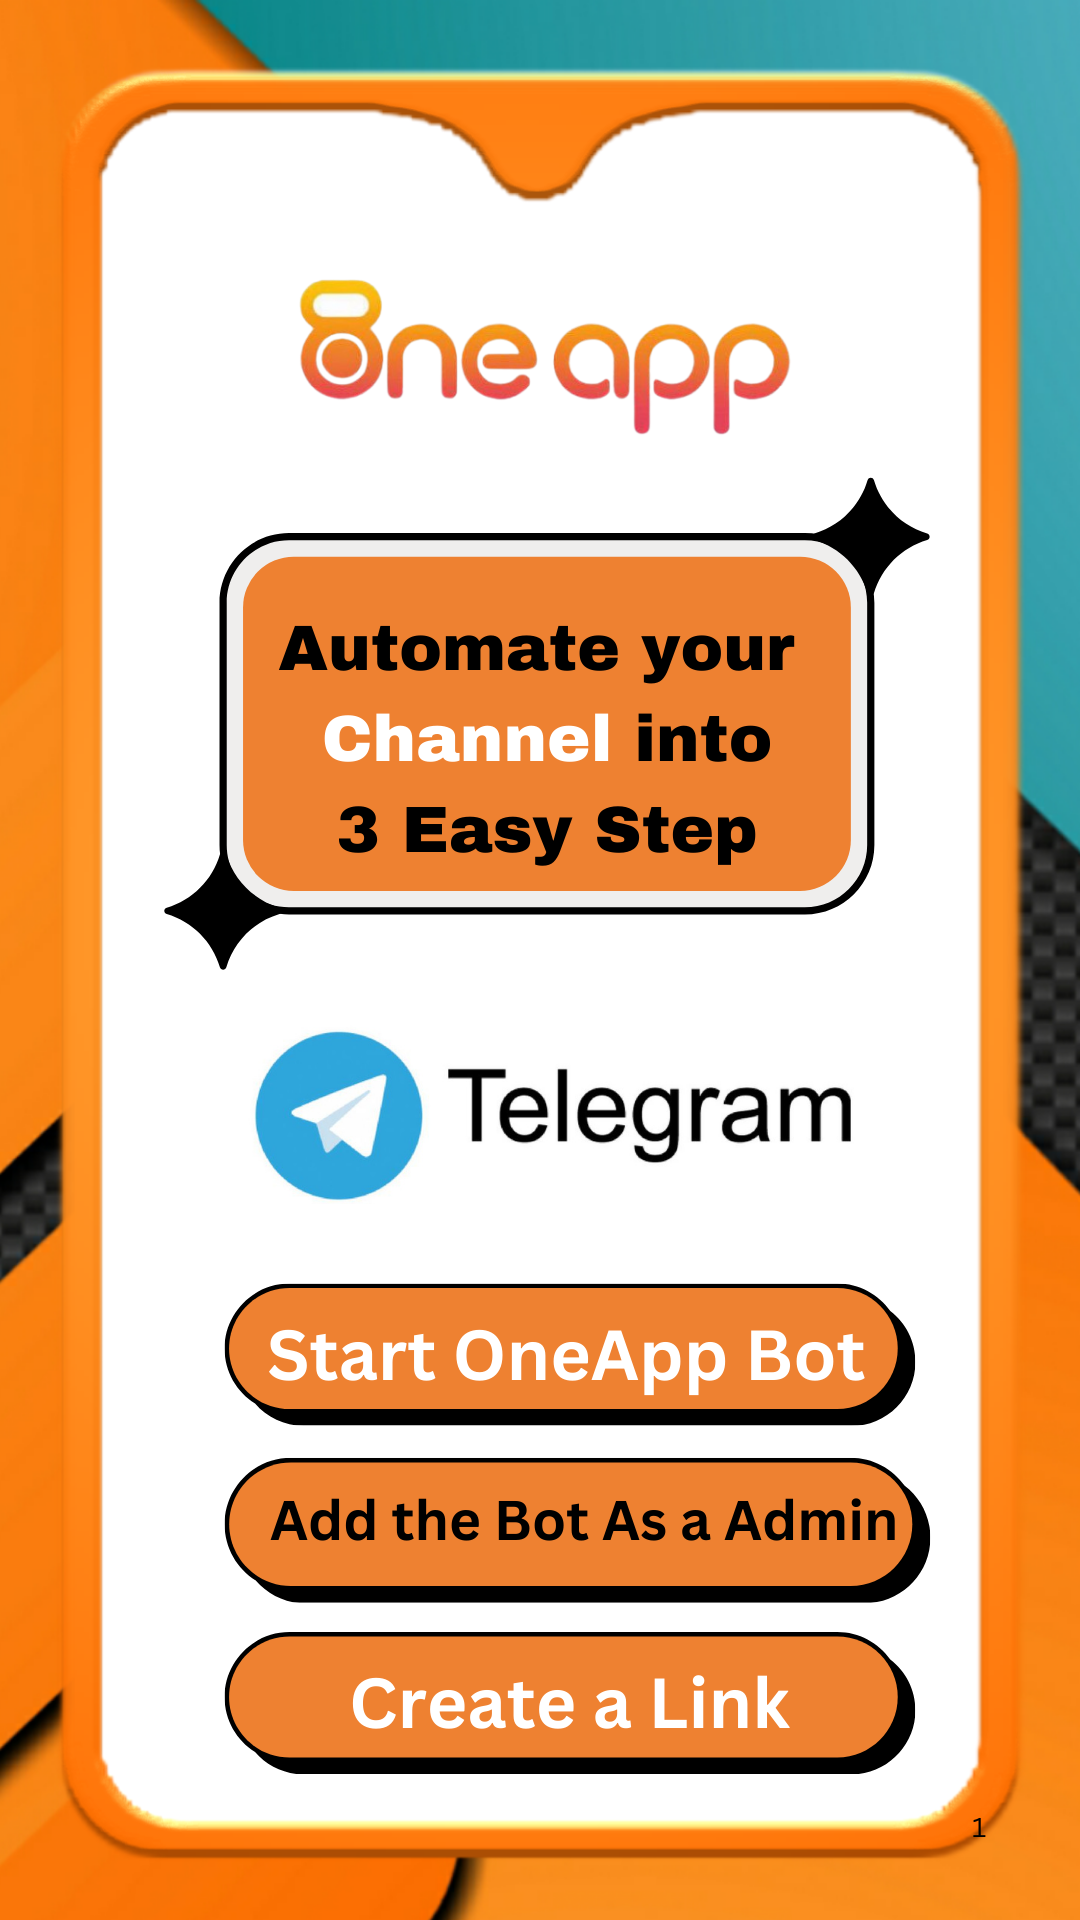 One app
Automate your
Channel into
3 Easy Step
Telegram
Start OneApp Bot
Add the Bot As a Admin
Create a Link
1